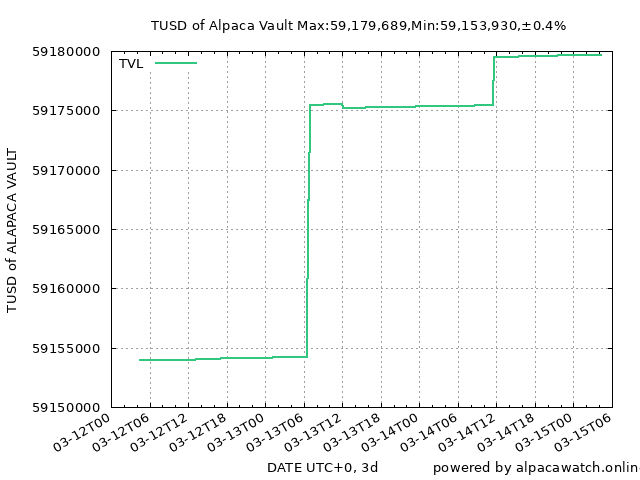 TUSD of Alpaca Vault Max:59,179,689,Min:59,153,930,±0.4%
TVL
59180000
59175000
59170000
59165000
59160000
59155000
59150000
TUSD of ALAPACA VAULT
03-12T00
03-12T06
03-12T12
03-12T18
03-13T00
03-13T06
03-13T12
03-13T18
03-14T00
03-14T06
03-14T12
03-14T18
03-15T00
03-15T06
DATE UTC+0, 3d
powered by alpacawatch.onlin